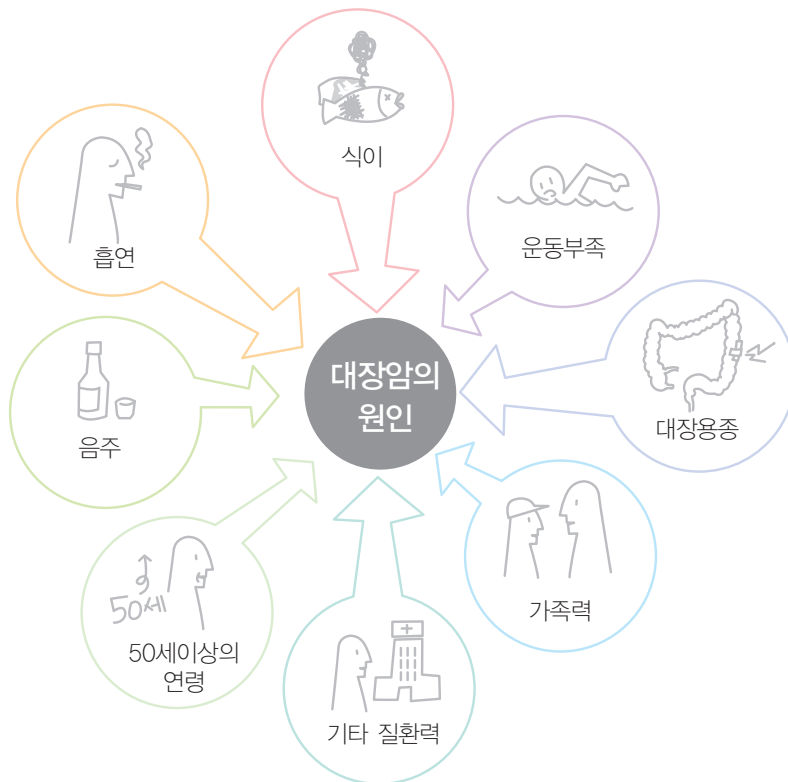 식이
흡연
운동부족
대장암의
원인
대장용종
음주
가족력
50세
50세이상의
연령
기타 질환력